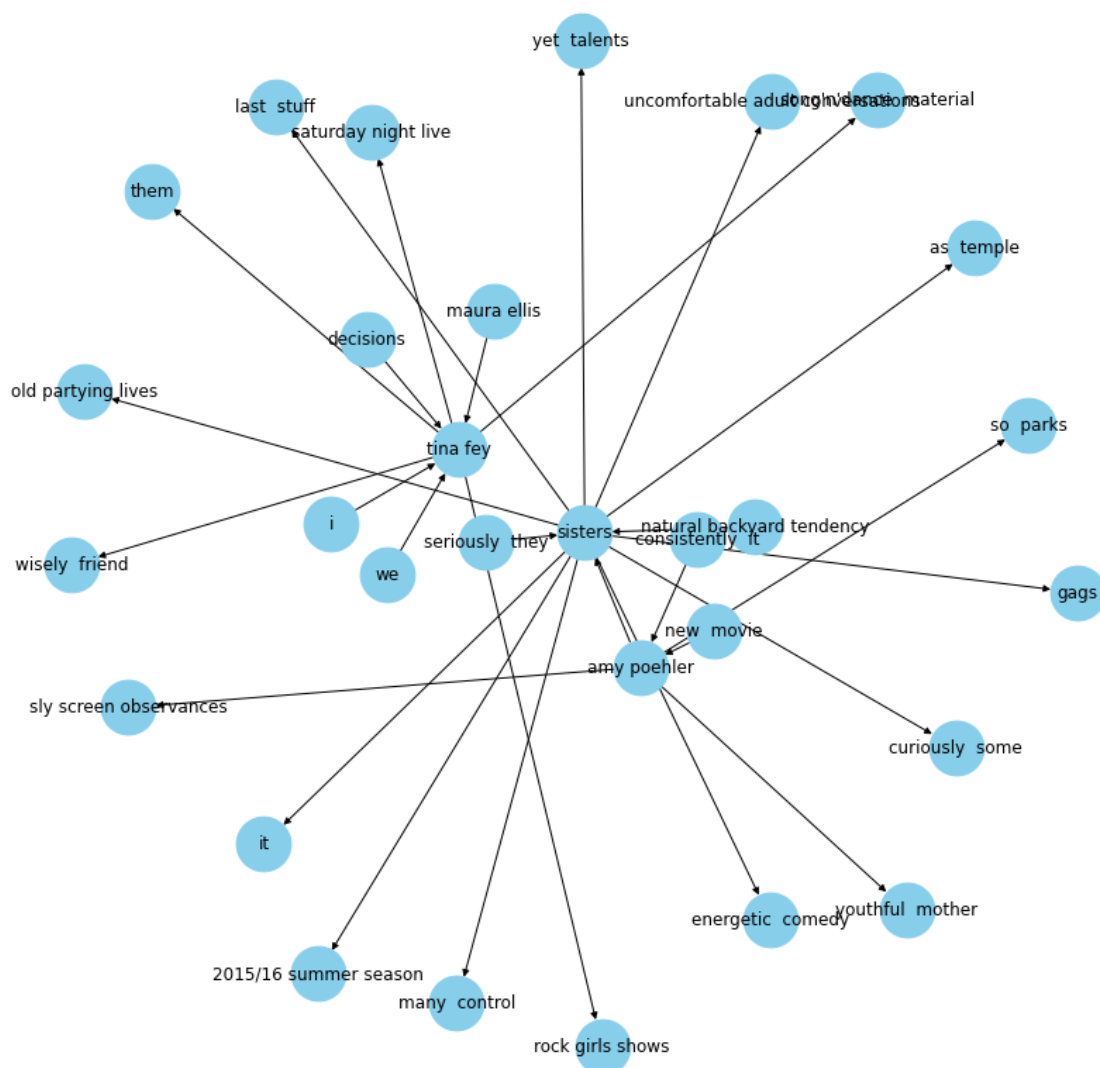 yet  talents
last  stuff
uncomfortable adult conversations
song'n'dance  material
saturday night live
them
as  temple
maura ellis
decisions
old partying lives
so  parks
tina fey
i
natural backyard tendency
sisters
seriously  they
consistently  it
wisely  friend
we
gags
new  movie
amy poehler
sly screen observances
curiously  some
it
youthful  mother
energetic  comedy
2015/16 summer season
many  control
rock girls shows